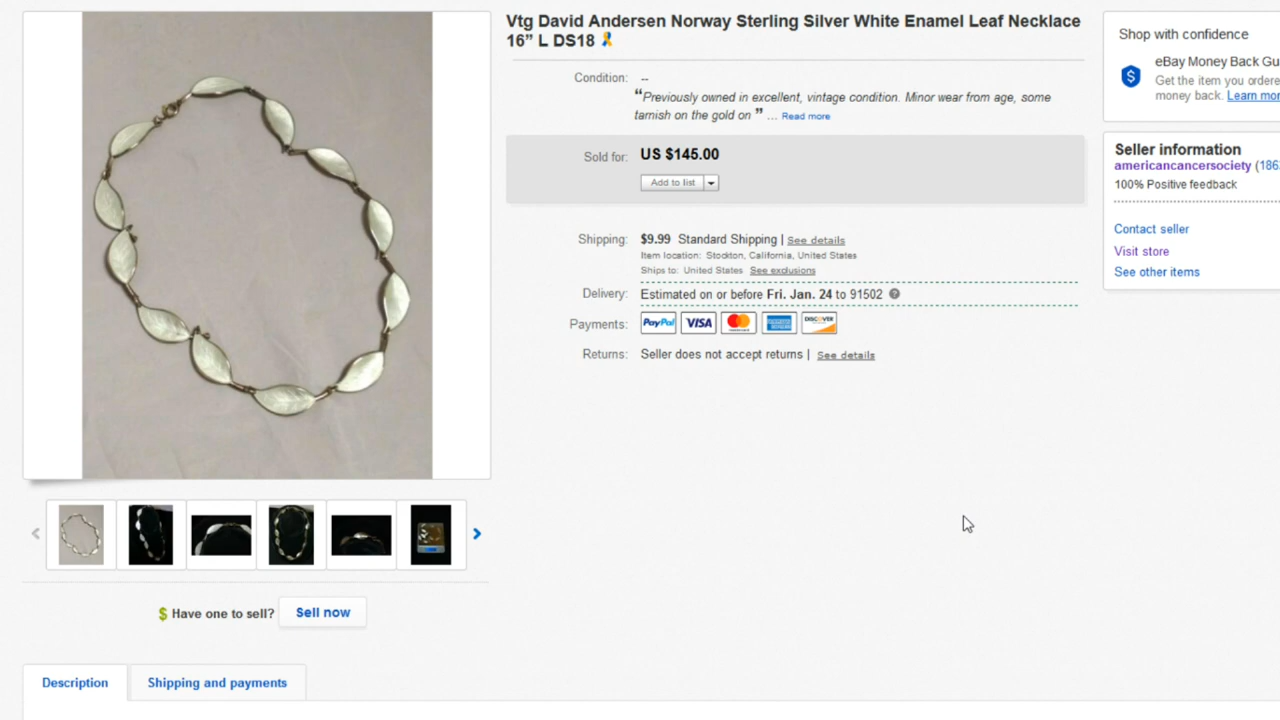 Vtg David Andersen Norway Sterling Silver White Enamel Leaf Necklace
16” L DS18
Condition: --
“Previously owned in excellent, vintage condition. Minor wear from age, some
tarnish on the gold on ” ... Read more
Sold for: US $145.00
Add to list
Shipping: $9.99 Standard Shipping | See details
Item location: Stockton, California, United States
Ships to: United States See exclusions
Delivery: Estimated on or before Fri. Jan. 24 to 91502 ?
Payments: PayPal VISA MasterCard AMERICAN EXPRESS DISCOVER
Returns: Seller does not accept returns | See details
Shop with confidence
$ eBay Money Back Gu
Get the item you ordere
money back. Learn mor
Seller information
americancancersociety (186
100% Positive feedback
Contact seller
Visit store
See other items
$ Have one to sell? Sell now
Description
Shipping and payments